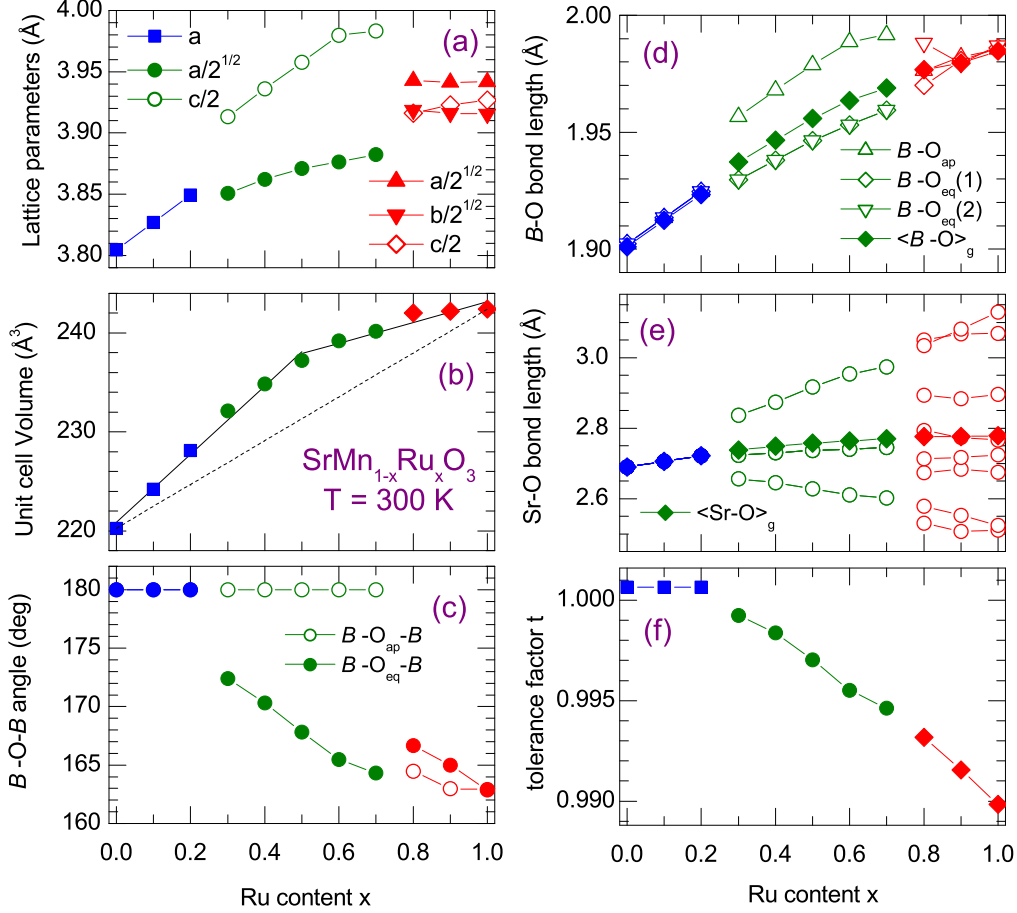 4.00
3.95
3.90
3.85
3.80
Lattice parameters (Å)
(a)
a
a/2^1/2
c/2
a/2^1/2
b/2^1/2
c/2
240
230
220
Unit cell Volume (Å³)
(b)
SrMn₁₋ₓRuₓO₃
T = 300 K
180
175
170
165
160
B -O-B angle (deg)
(c)
B -O_ap-B
B -O_eq-B
0.0 0.2 0.4 0.6 0.8 1.0
Ru content x
2.00
1.95
1.90
B-O bond length (Å)
(d)
B -O_ap
B -O_eq(1)
B -O_eq(2)
<B -O>_g
3.0
2.8
2.6
Sr-O bond length (Å)
(e)
<Sr-O>_g
1.000
0.995
0.990
tolerance factor t
(f)
0.0 0.2 0.4 0.6 0.8 1.0
Ru content x